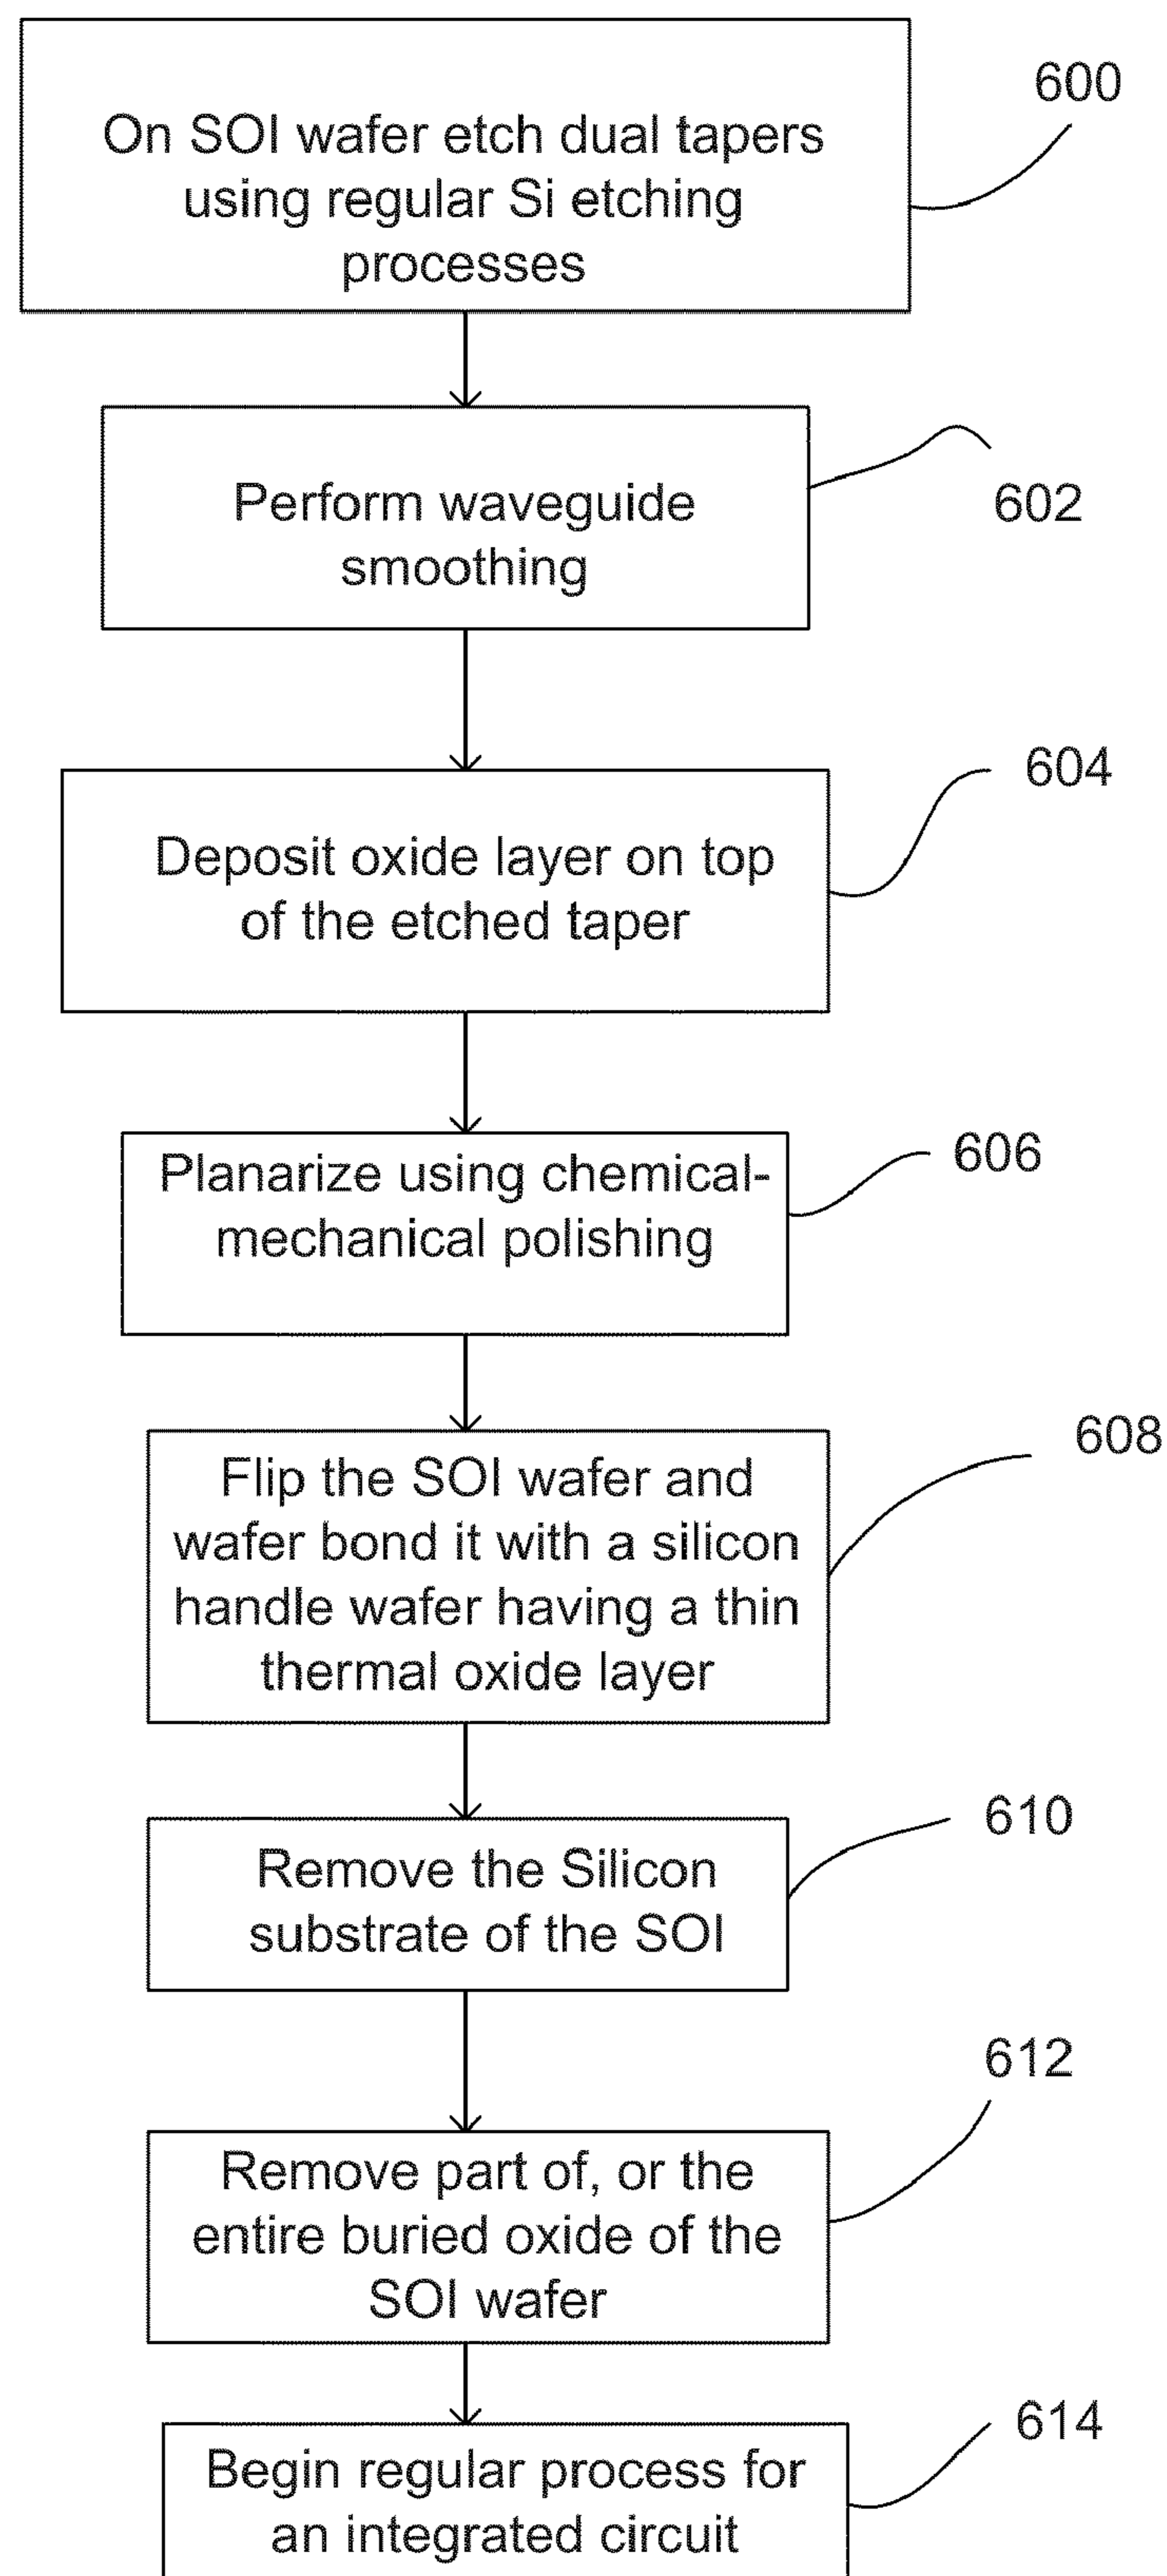 On SOI wafer etch dual tapers
using regular Si etching
processes
600
Perform waveguide
smoothing
602
Deposit oxide layer on top
of the etched taper
604
Planarize using chemical-
mechanical polishing
606
Flip the SOI wafer and
wafer bond it with a silicon
handle wafer having a thin
thermal oxide layer
608
Remove the Silicon
substrate of the SOI
610
Remove part of, or the
entire buried oxide of the
SOI wafer
612
Begin regular process for
an integrated circuit
614